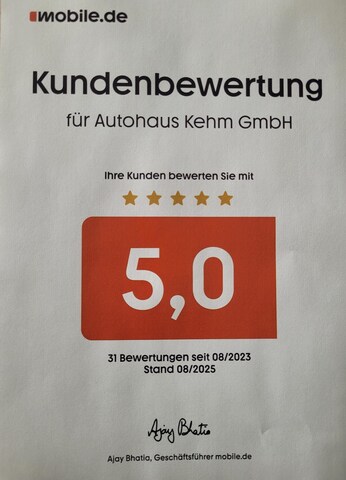 mobile.de
Kundenbewertung
für Autohaus Kehm GmbH
Ihre Kunden bewerten Sie mit
5,0
31 Bewertungen seit 08/2023
Stand 08/2025
Ajay Bhatia
Ajay Bhatia, Geschäftsführer mobile.de